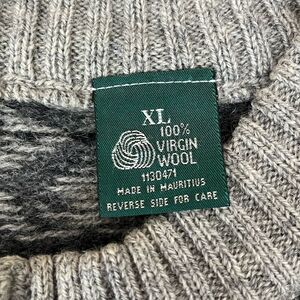 XL
100%
VIRGIN
WOOL
1130471
MADE IN MAURITIUS
REVERSE SIDE FOR CARE